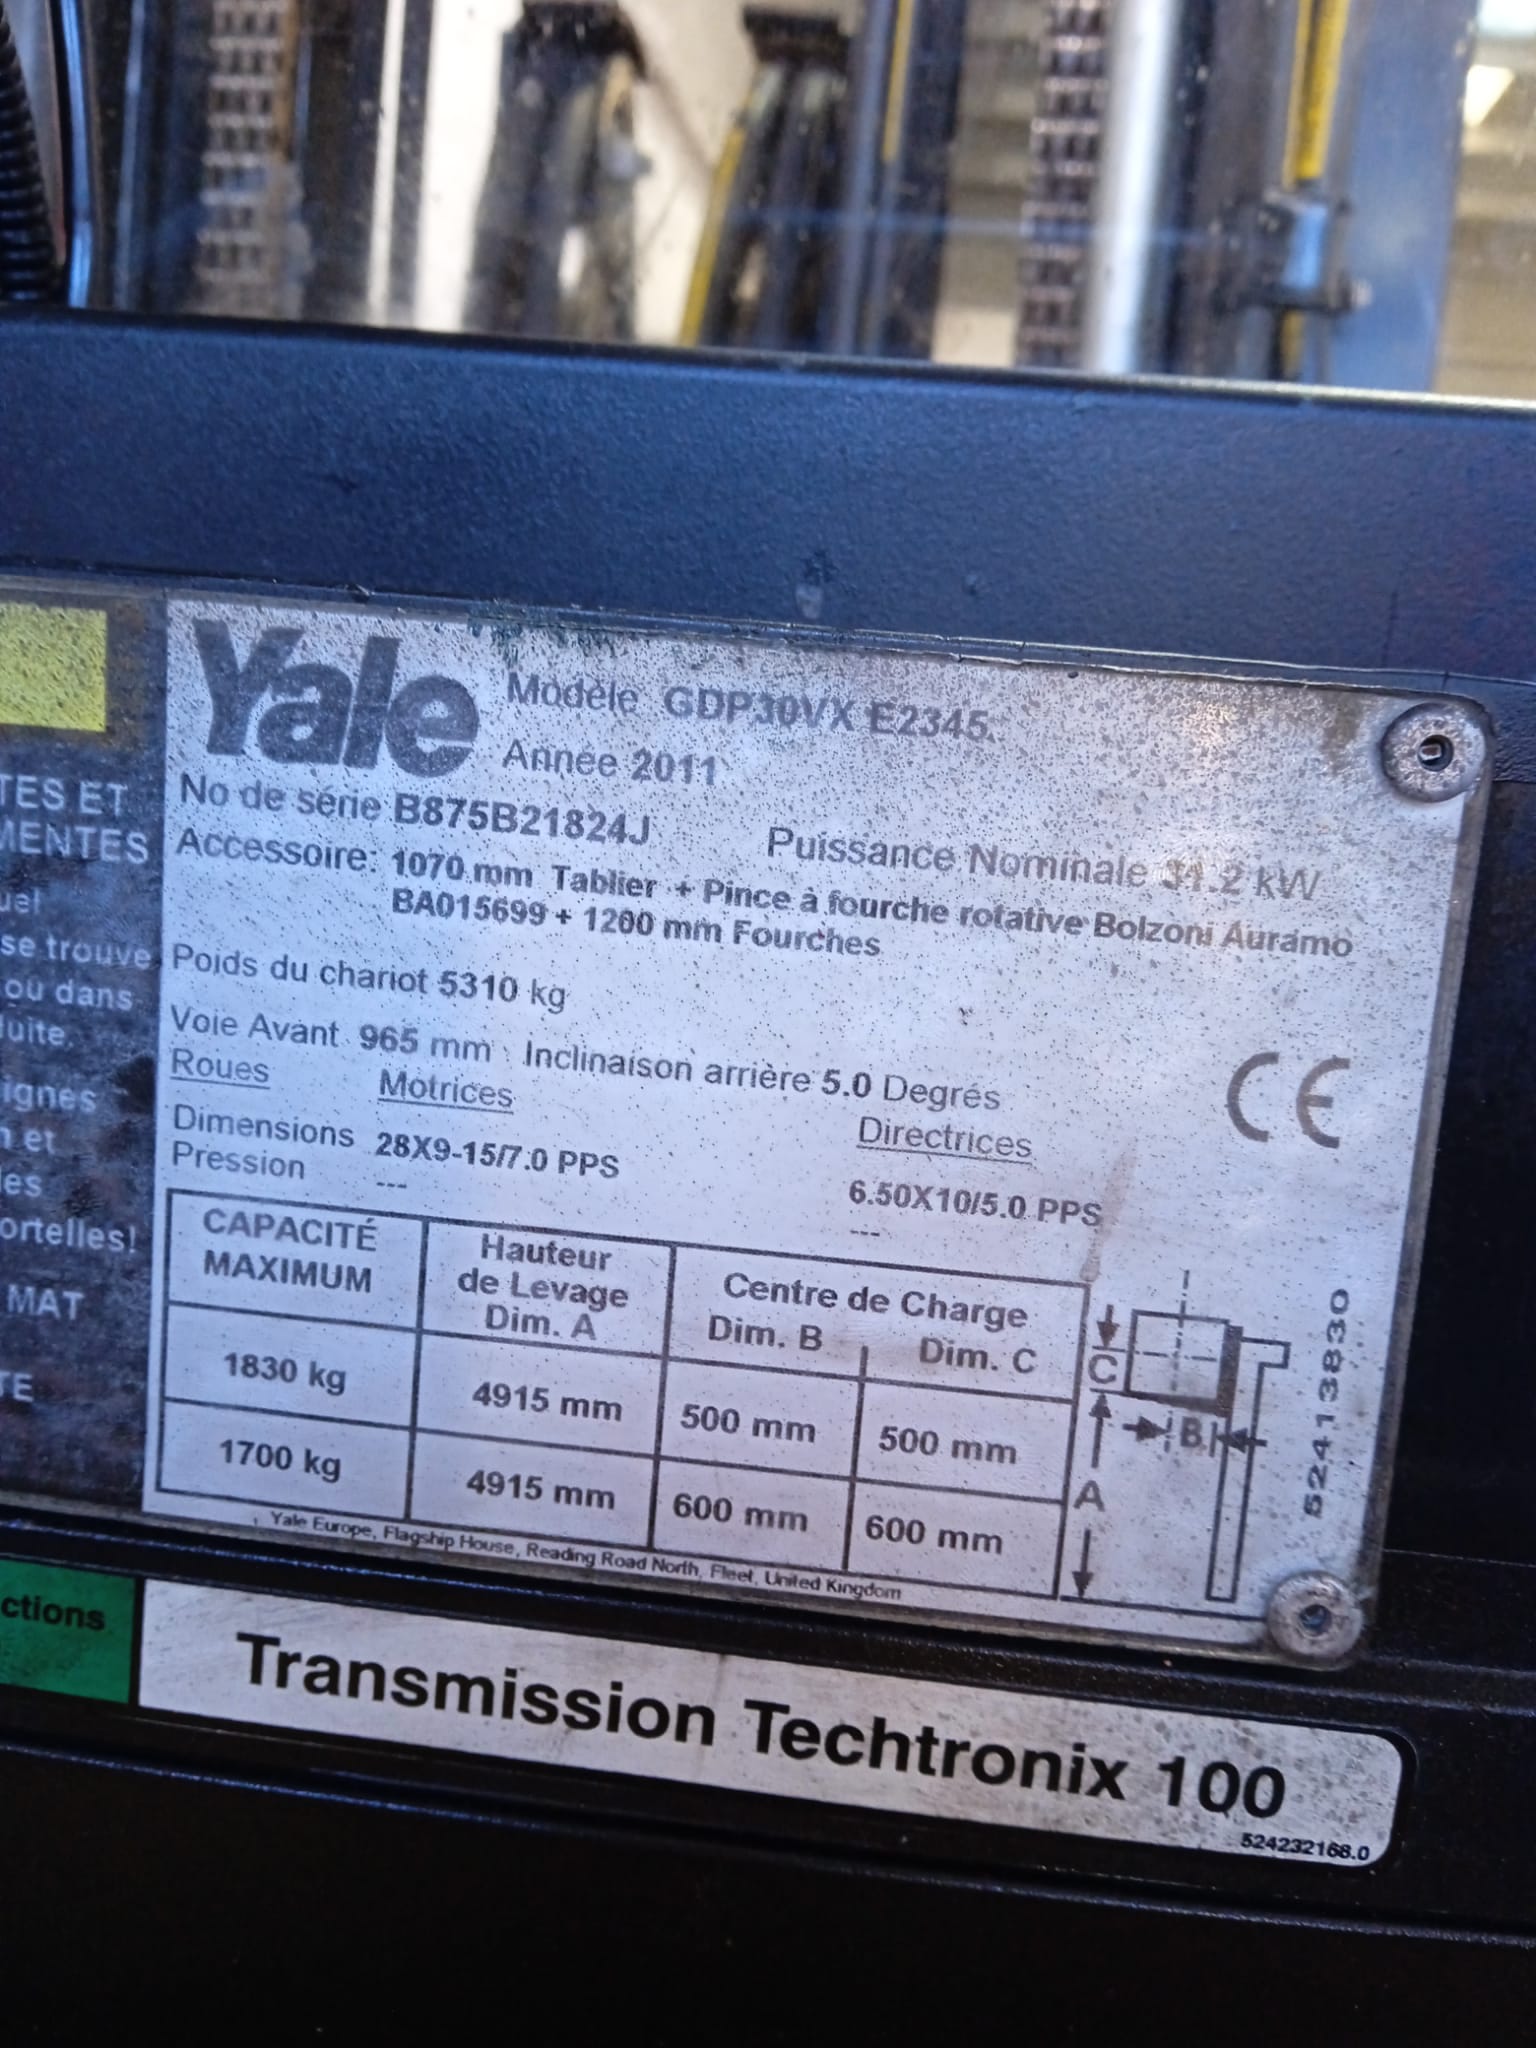 TES ET
MENTES
uel
se trouve
ou dans
uite.
ignes
n et
les
ortelles!
MAT
TE
ctions
Yale
Modèle GDP30VX E2345.
Année 2011
No de série B875B21824J
Puissance Nominale 31.2 kW
Accessoire: 1070 mm Tablier + Pince à fourche rotative Bolzoni Auramo
BA015699 + 1200 mm Fourches
Poids du chariot 5310 kg
Voie Avant 965 mm Inclinaison arrière 5.0 Degrés
Roues Motrices Directrices
Dimensions 28X9-15/7.0 PPS 6.50X10/5.0 PPS
Pression --- ---
CE
CAPACITÉ
MAXIMUM
Hauteur
de Levage
Dim. A
Centre de Charge
Dim. B Dim. C
1830 kg 4915 mm 500 mm 500 mm
1700 kg 4915 mm 600 mm 600 mm
C
B
A
524138830
Yale Europe, Flagship House, Reading Road North, Fleet, United Kingdom
Transmission Techtronix 100
524232168.0